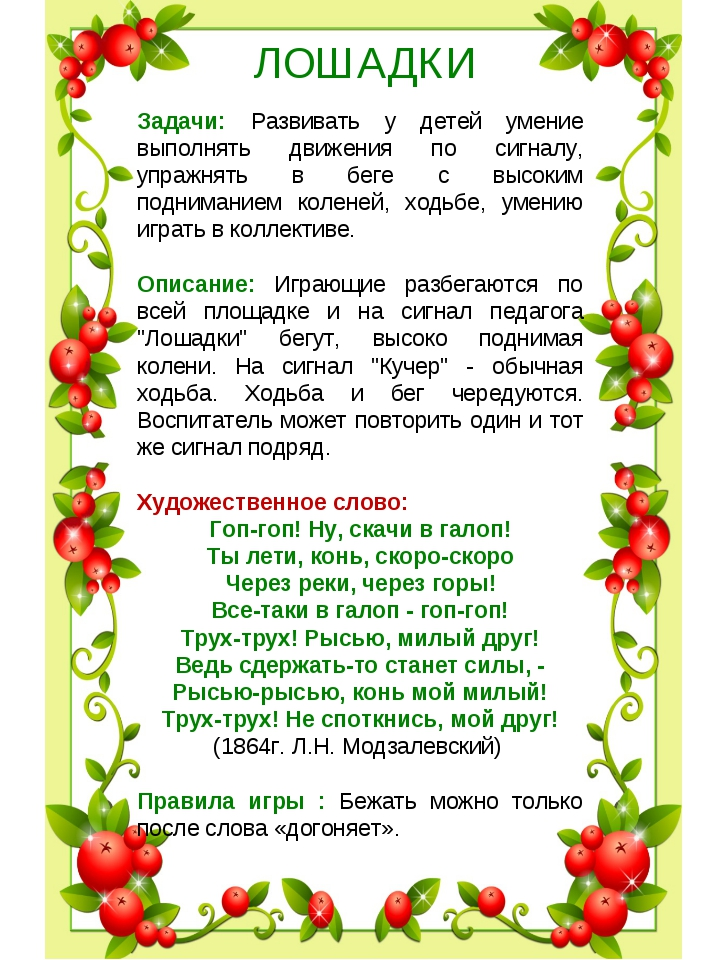 ЛОШАДКИ
Задачи: Развивать у детей умение
выполнять движения по сигналу,
упражнять в беге с высоким
подниманием коленей, ходьбе, умению
играть в коллективе.
Описание: Играющие разбегаются по
всей площадке и на сигнал педагога
"Лошадки" бегут, высоко поднимая
колени. На сигнал "Кучер" - обычная
ходьба. Ходьба и бег чередуются.
Воспитатель может повторить один и тот
же сигнал подряд.
Художественное слово:
Гоп-гоп! Ну, скачи в галоп!
Ты лети, конь, скоро-скоро
Через реки, через горы!
Все-таки в галоп - гоп-гоп!
Трух-трух! Рысью, милый друг!
Ведь сдержать-то станет силы, -
Рысью-рысью, конь мой милый!
Трух-трух! Не споткнись, мой друг!
(1864г. Л.Н. Модзалевский)
Правила игры : Бежать можно только
после слова «догоняет».